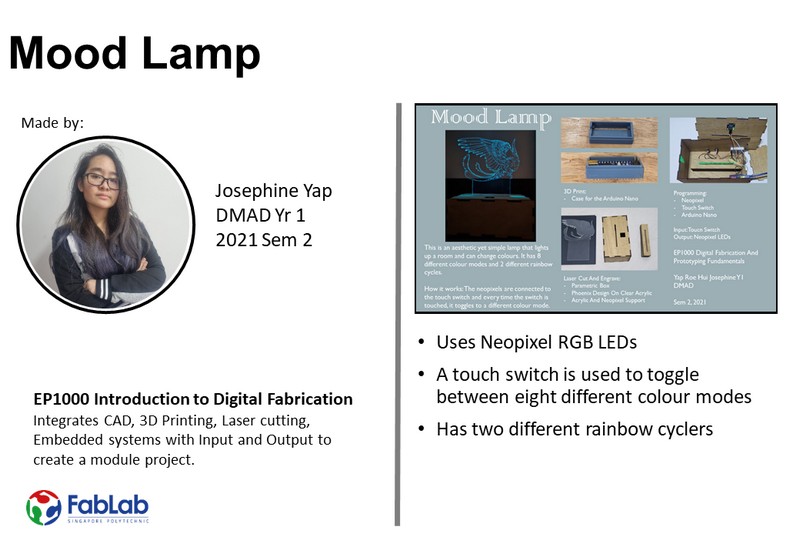 Mood Lamp
Made by:
Josephine Yap
DMAD Yr 1
2021 Sem 2
EP1000 Introduction to Digital Fabrication
Integrates CAD, 3D Printing, Laser cutting,
Embedded systems with Input and Output to
create a module project.
FabLab
SINGAPORE POLYTECHNIC
Mood Lamp
This is an aesthetic yet simple lamp that lights
up a room and can change colours. It has 8
different colour modes and 2 different rainbow
cycles.
How it works: The neopixels are connected to
the touch switch and every time the switch is
touched, it toggles to a different colour mode.
3D Print:
- Case for the Arduino Nano
Laser Cut And Engrave:
- Parametric Box
- Phoenix Design On Clear Acrylic
- Acrylic And Neopixel Support
Programming:
- Neopixel
- Touch Switch
- Arduino Nano
Input: Touch Switch
Output: Neopixel LEDs
EP1000 Digital Fabrication And
Prototyping Fundamentals
Yap Roe Hui Josephine Y1
DMAD
Sem 2, 2021
• Uses Neopixel RGB LEDs
• A touch switch is used to toggle
between eight different colour modes
• Has two different rainbow cyclers